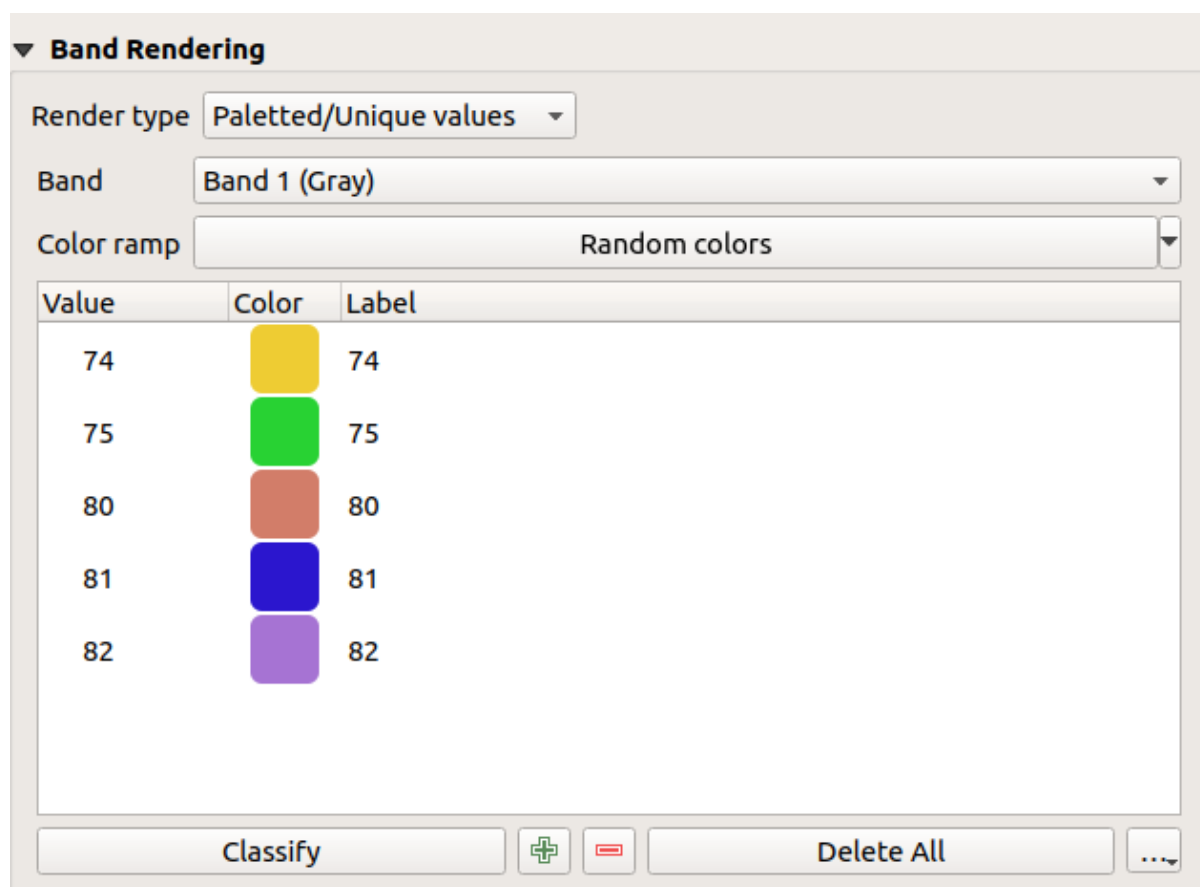 Band Rendering
Render type Paletted/Unique values
Band Band 1 (Gray)
Color ramp Random colors
Value Color Label
74 74
75 75
80 80
81 81
82 82
Classify Delete All ...